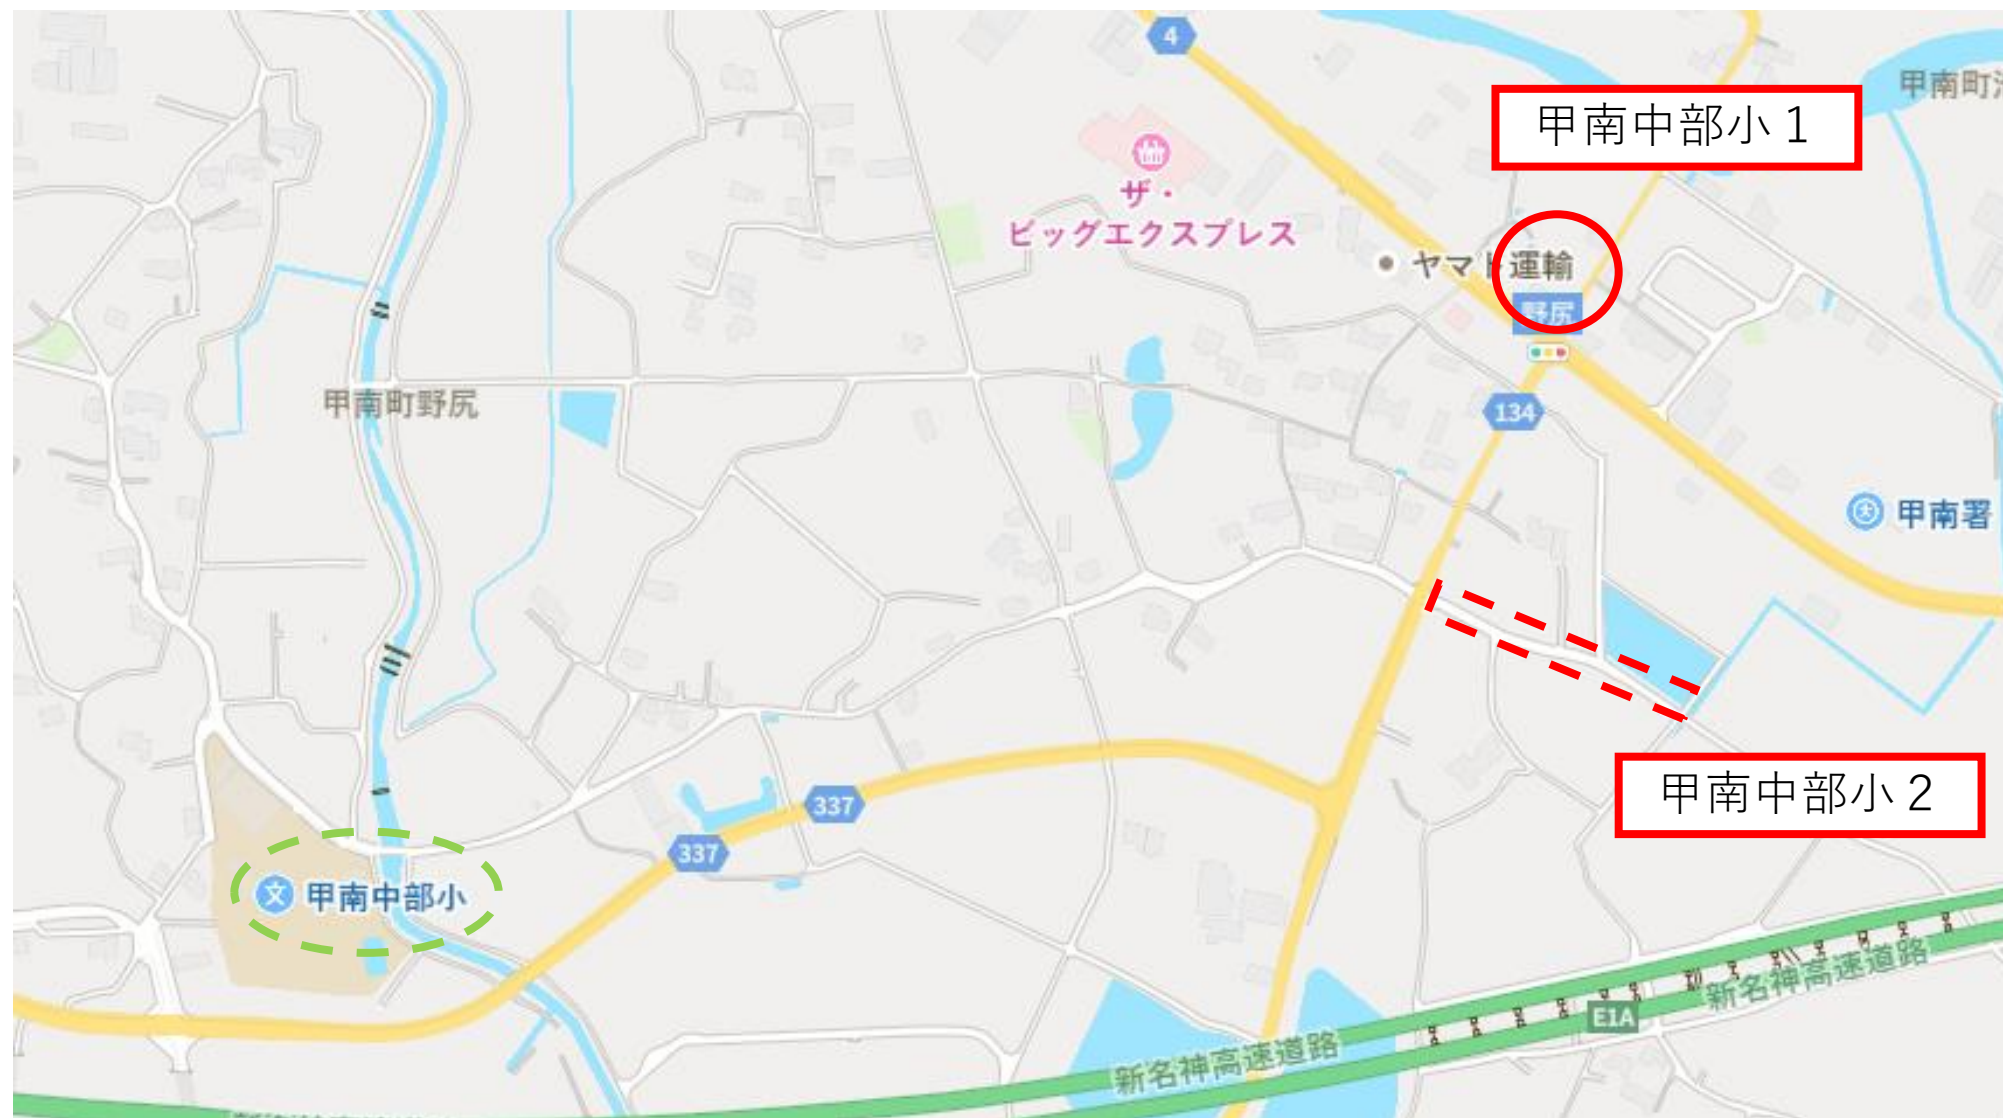 4
甲南町
甲南中部小1
ザ・
ビッグエクスプレス
ヤマト運輸
野尻
甲南町野尻
134
甲南署
甲南中部小2
337
337
甲南中部小
新名神高速道路
E1A
新名神高速道路